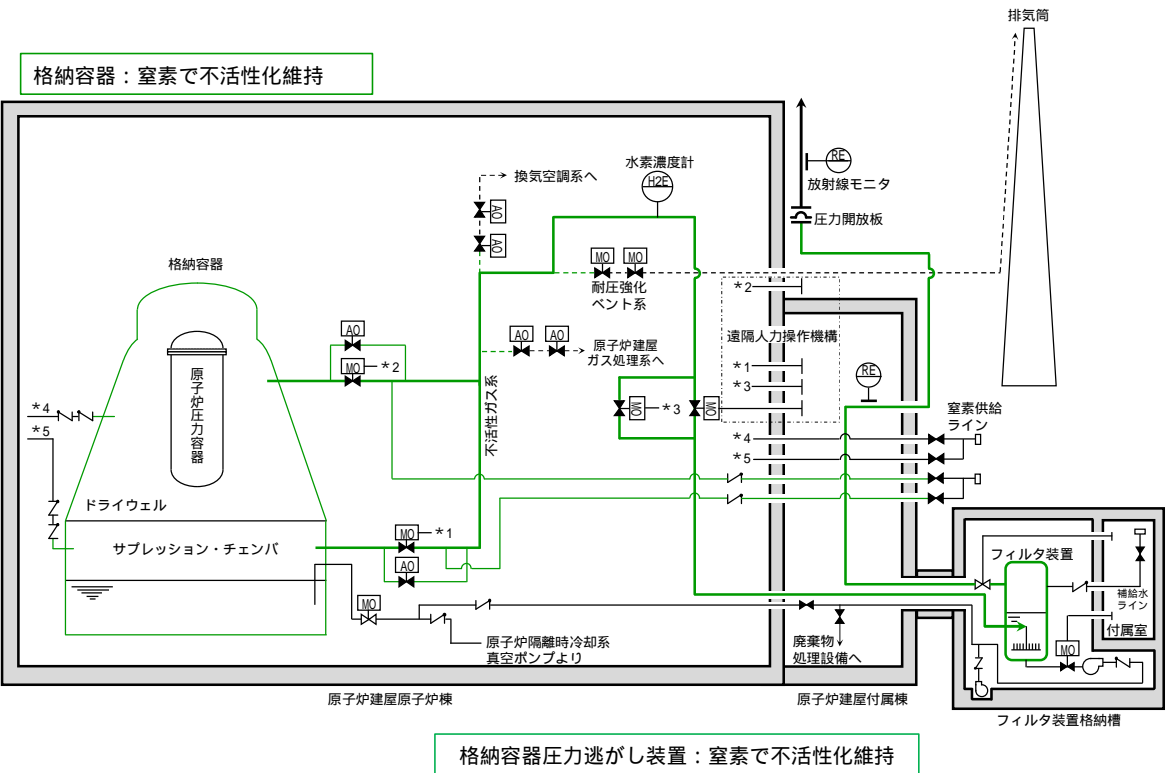 排気筒
格納容器：窒素で不活性化維持
水素濃度計
H2E
RE
放射線モニタ
換気空調系へ
AO
AO
圧力開放板
格納容器
MO
MO
耐圧強化
ベント系
*2
遠隔人力操作機構
AO
AO
AO
原子炉建屋
ガス処理系へ
MO
*2
*1
RE
原子炉圧力容器
不活性ガス系
*3
MO
*3
MO
*4
*5
窒素供給
ライン
*4
*5
ドライウェル
サプレッション・チェンバ
MO
*1
AO
フィルタ装置
MO
補給水
ライン
付属室
原子炉隔離時冷却系
真空ポンプより
廃棄物
処理設備へ
MO
原子炉建屋原子炉棟
原子炉建屋付属棟
フィルタ装置格納槽
格納容器圧力逃がし装置：窒素で不活性化維持